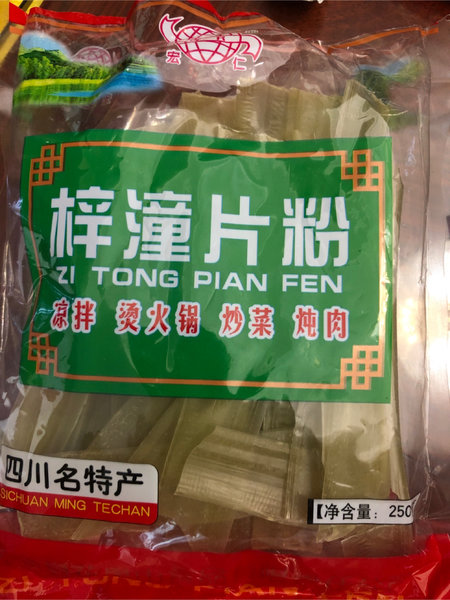 宏仁
梓潼片粉
ZI TONG PIAN FEN
凉拌 烫火锅 炒菜 炖肉
四川名特产
SICHUAN MING TECHAN
【净含量：250